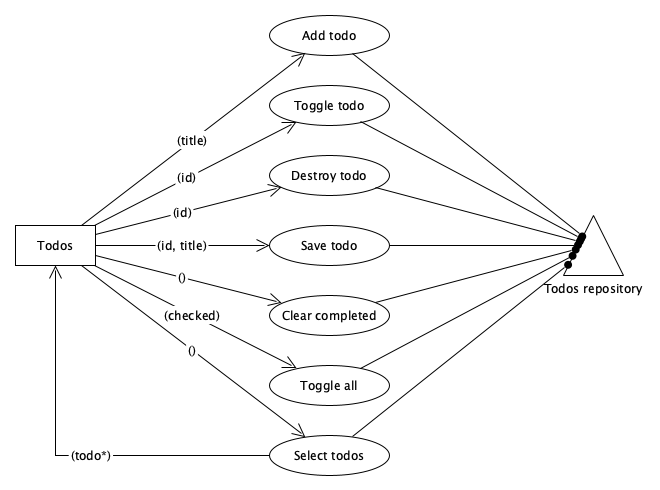 Add todo
Toggle todo
(title)
(id)
Destroy todo
(id)
Todos
(id, title)
Save todo
()
Todos repository
(checked)
Clear completed
()
Toggle all
(todo*)
Select todos